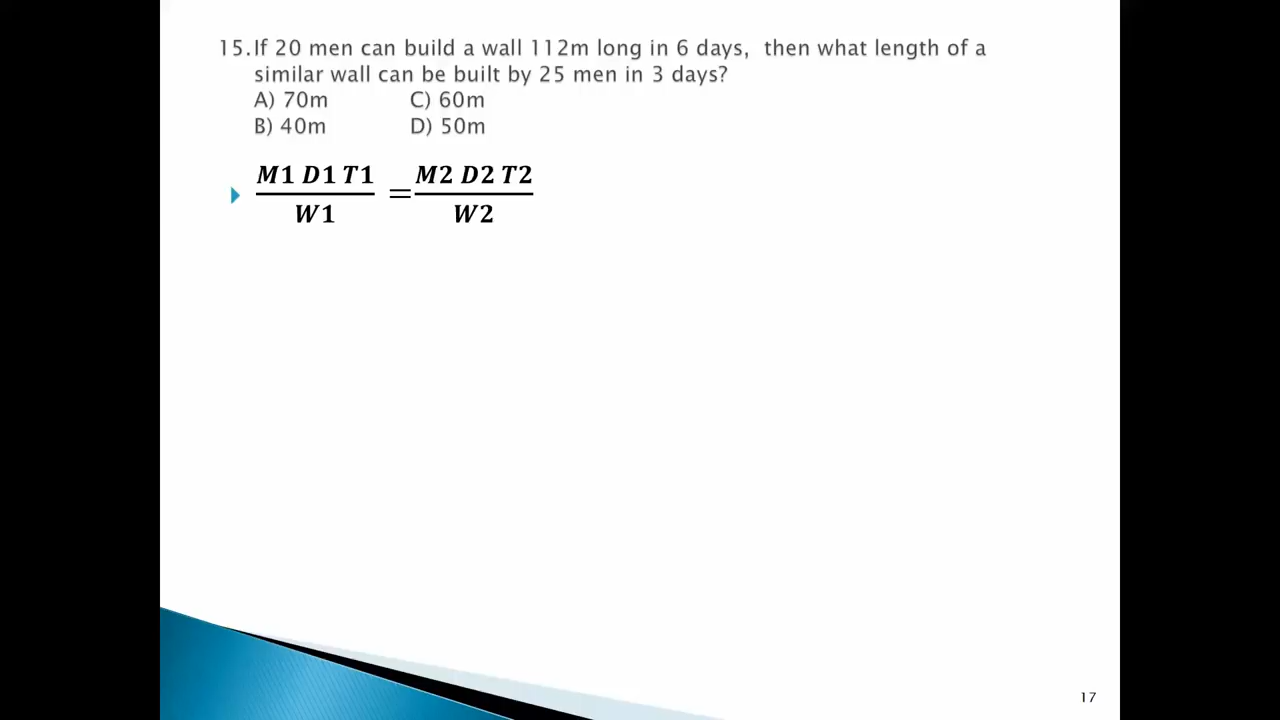 15. If 20 men can build a wall 112m long in 6 days, then what length of a
similar wall can be built by 25 men in 3 days?
A) 70m C) 60m
B) 40m D) 50m
M1 D1 T1 / W1 = M2 D2 T2 / W2
17